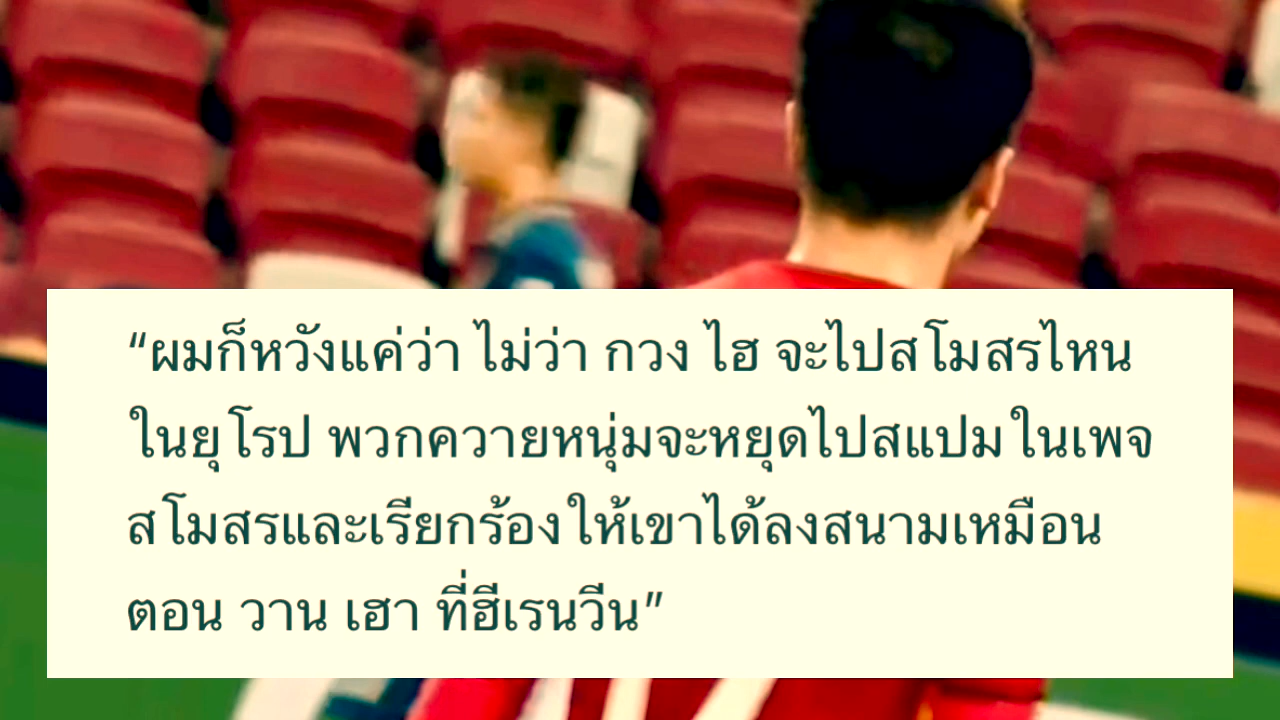 “ผมก็หวังแค่ว่า ไม่ว่า กวง ไฮ จะไปสโมสรไหน
ในยุโรป พวกควายหนุ่มจะหยุดไปสแปมในเพจ
สโมสรและเรียกร้องให้เขาได้ลงสนามเหมือน
ตอน วาน เฮา ที่ฮีเรนวีน”